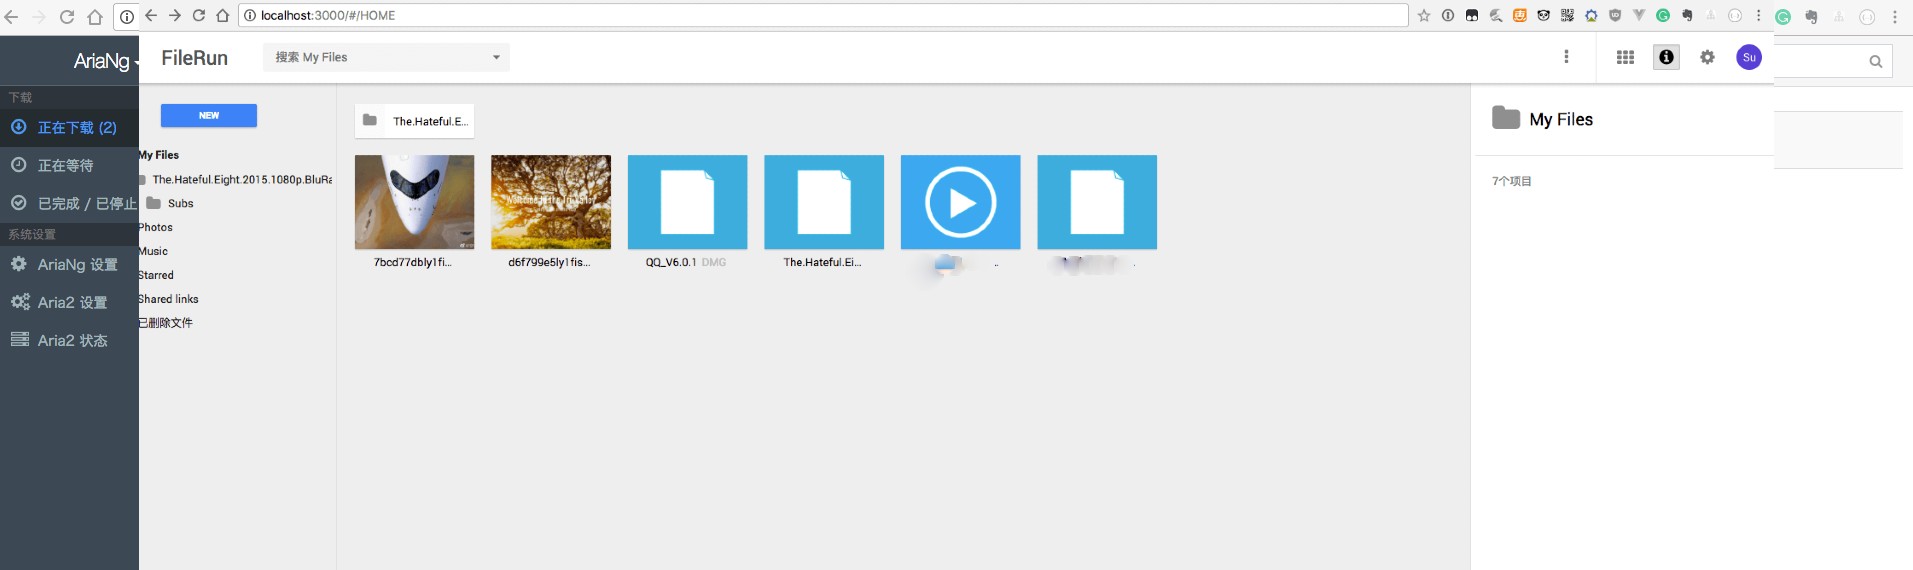 localhost:3000/#/HOME
AriaNg
FileRun
搜索 My Files
Su
下载
正在下载 (2)
正在等待
已完成 / 已停止
系统设置
AriaNg 设置
Aria2 设置
Aria2 状态
NEW
My Files
The.Hateful.Eight.2015.1080p.BluRa
Subs
Photos
Music
Starred
Shared links
已删除文件
The.Hateful.E...
7bcd77dbly1fi...
d6f799e5ly1fis...
QQ_V6.0.1 DMG
The.Hateful.Ei...
My Files
7个项目